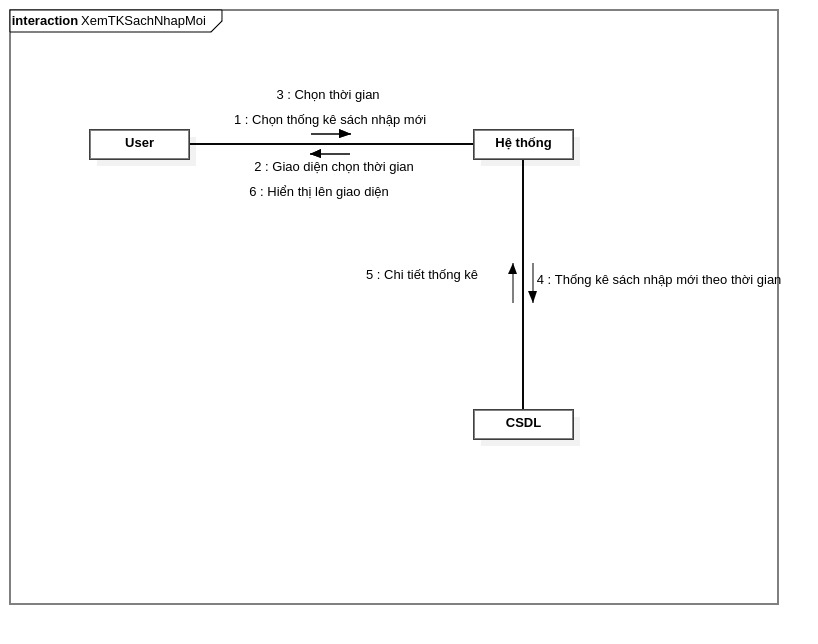 interaction XemTKSachNhapMoi
3 : Chọn thời gian
1 : Chọn thống kê sách nhập mới
User
Hệ thống
2 : Giao diện chọn thời gian
6 : Hiển thị lên giao diện
5 : Chi tiết thống kê
4 : Thống kê sách nhập mới theo thời gian
CSDL